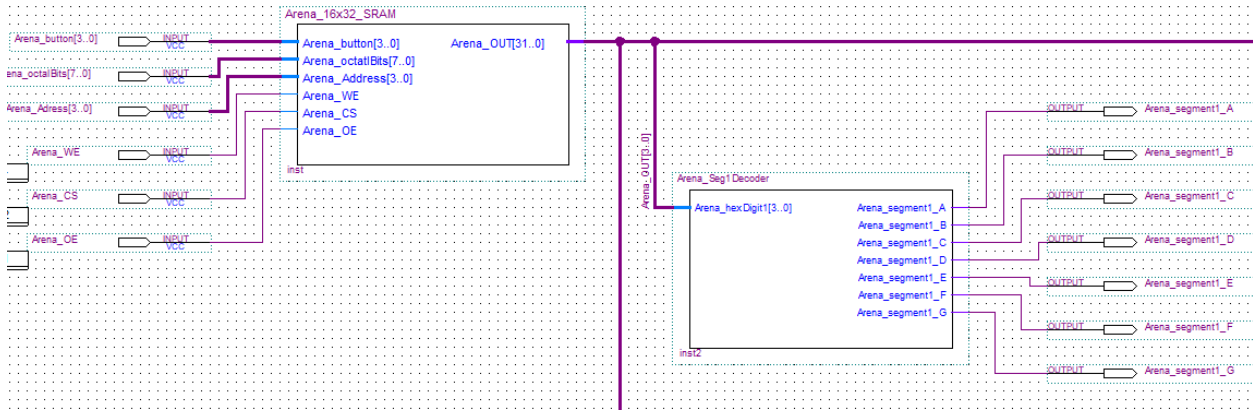 Arena_16x32_SRAM
Arena_button[3..0] INPUT VCC
ena_octalBits[7..0] INPUT VCC
Arena_Adress[3..0] INPUT VCC
Arena_WE INPUT VCC
Arena_CS INPUT VCC
Arena_OE INPUT VCC
Arena_button[3..0] Arena_OUT[31..0]
Arena_octatlBits[7..0]
Arena_Address[3..0]
Arena_WE
Arena_CS
Arena_OE
inst
Arena_OUT[3..0]
Arena_Seg1Decoder
Arena_hexDigit1[3..0] Arena_segment1_A
Arena_segment1_B
Arena_segment1_C
Arena_segment1_D
Arena_segment1_E
Arena_segment1_F
Arena_segment1_G
inst2
OUTPUT Arena_segment1_A
OUTPUT Arena_segment1_B
OUTPUT Arena_segment1_C
OUTPUT Arena_segment1_D
OUTPUT Arena_segment1_E
OUTPUT Arena_segment1_F
OUTPUT Arena_segment1_G